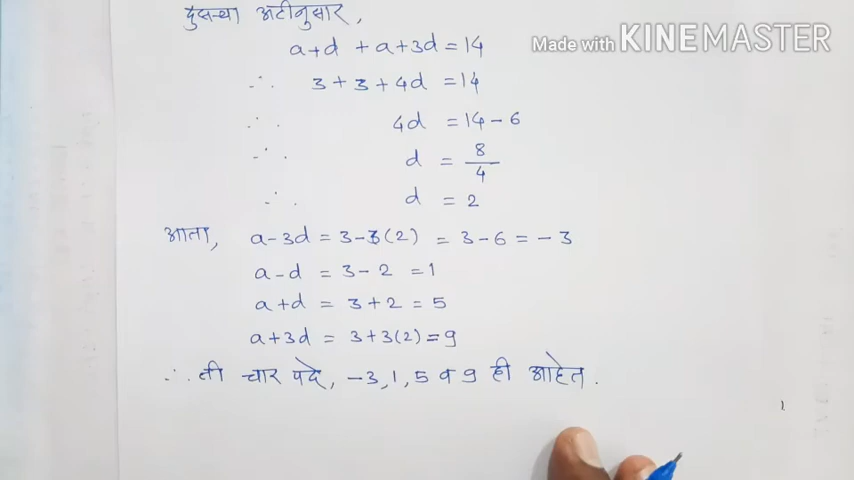 दुसऱ्या अटीनुसार,
a+d + a+3d = 14
Made with KINEMASTER
∴ 3 + 3 + 4d = 14
∴ 4d = 14 - 6
∴ d = 8/4
∴ d = 2
आता, a - 3d = 3 - 3(2) = 3 - 6 = - 3
a - d = 3 - 2 = 1
a + d = 3 + 2 = 5
a + 3d = 3 + 3(2) = 9
∴ ती चार पदे, -3, 1, 5 व 9 ही आहेत.